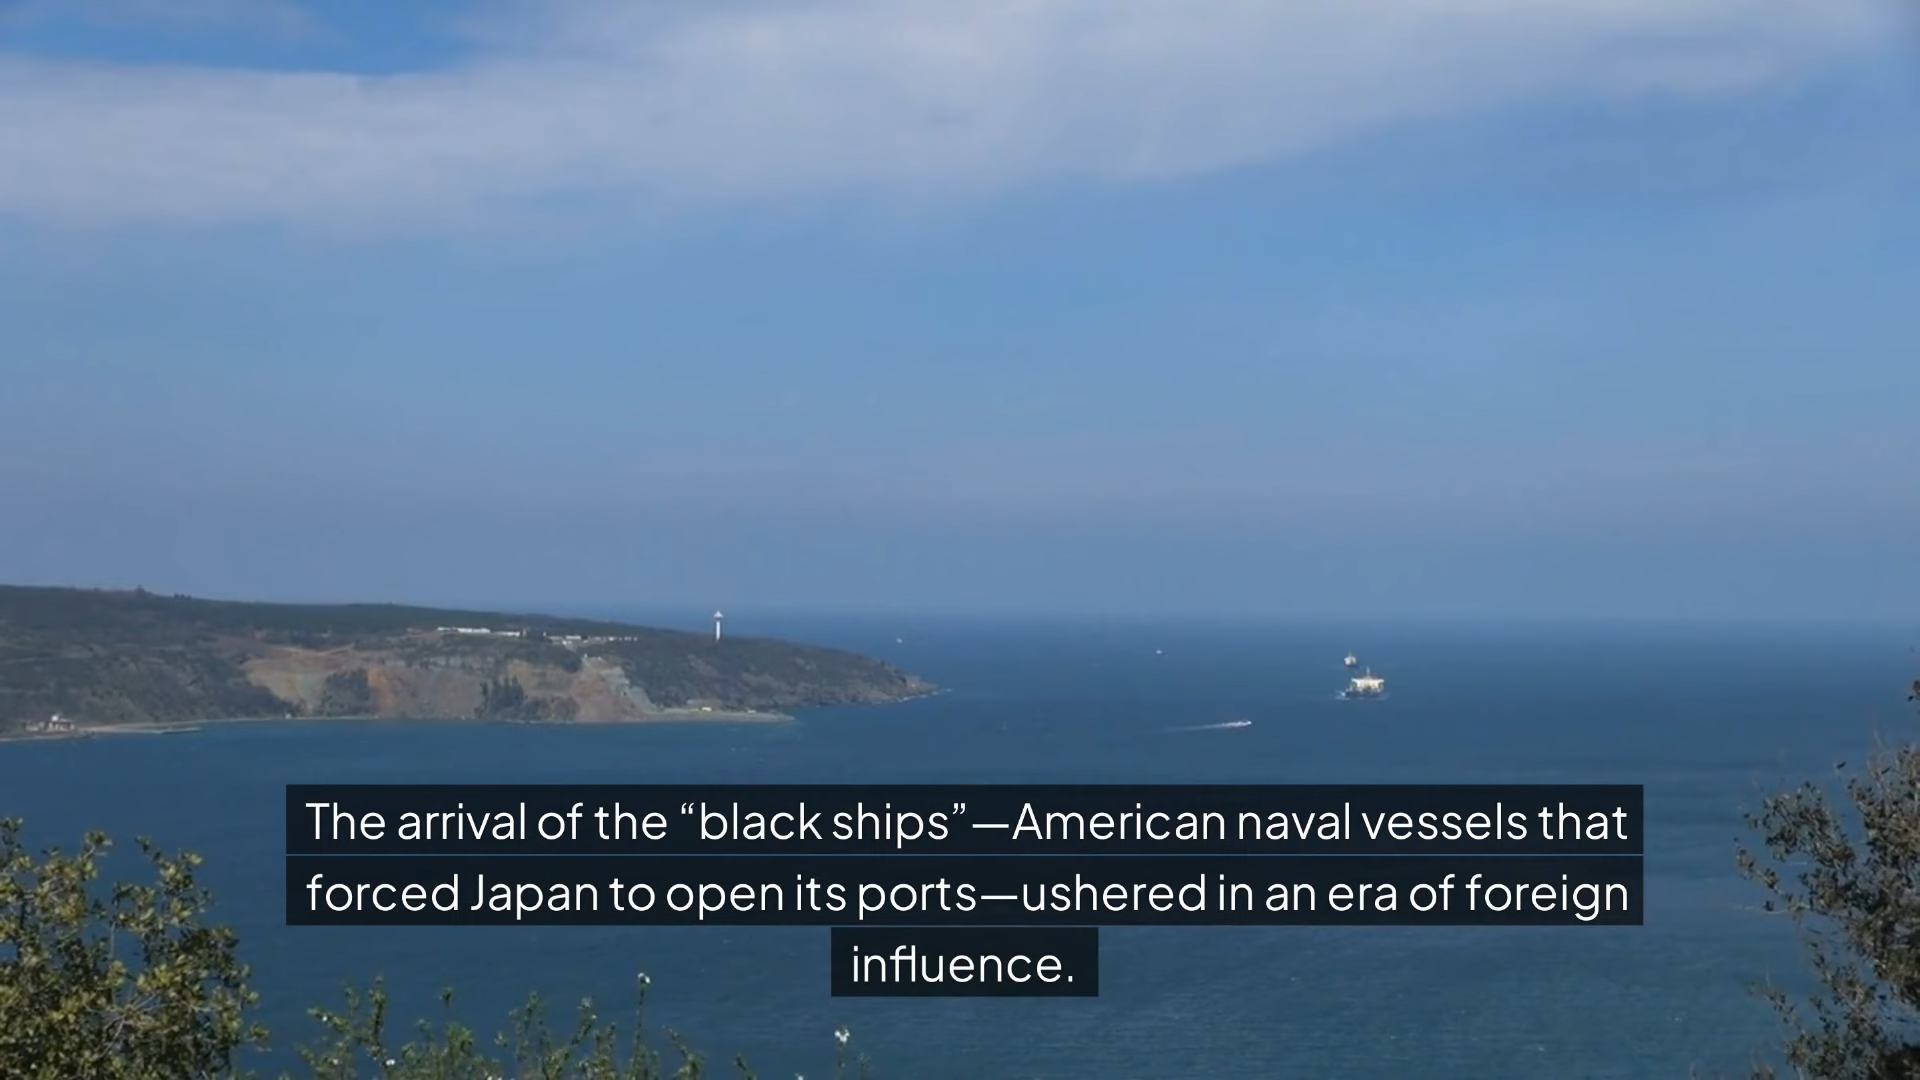 The arrival of the “black ships”—American naval vessels that
forced Japan to open its ports—ushered in an era of foreign
influence.